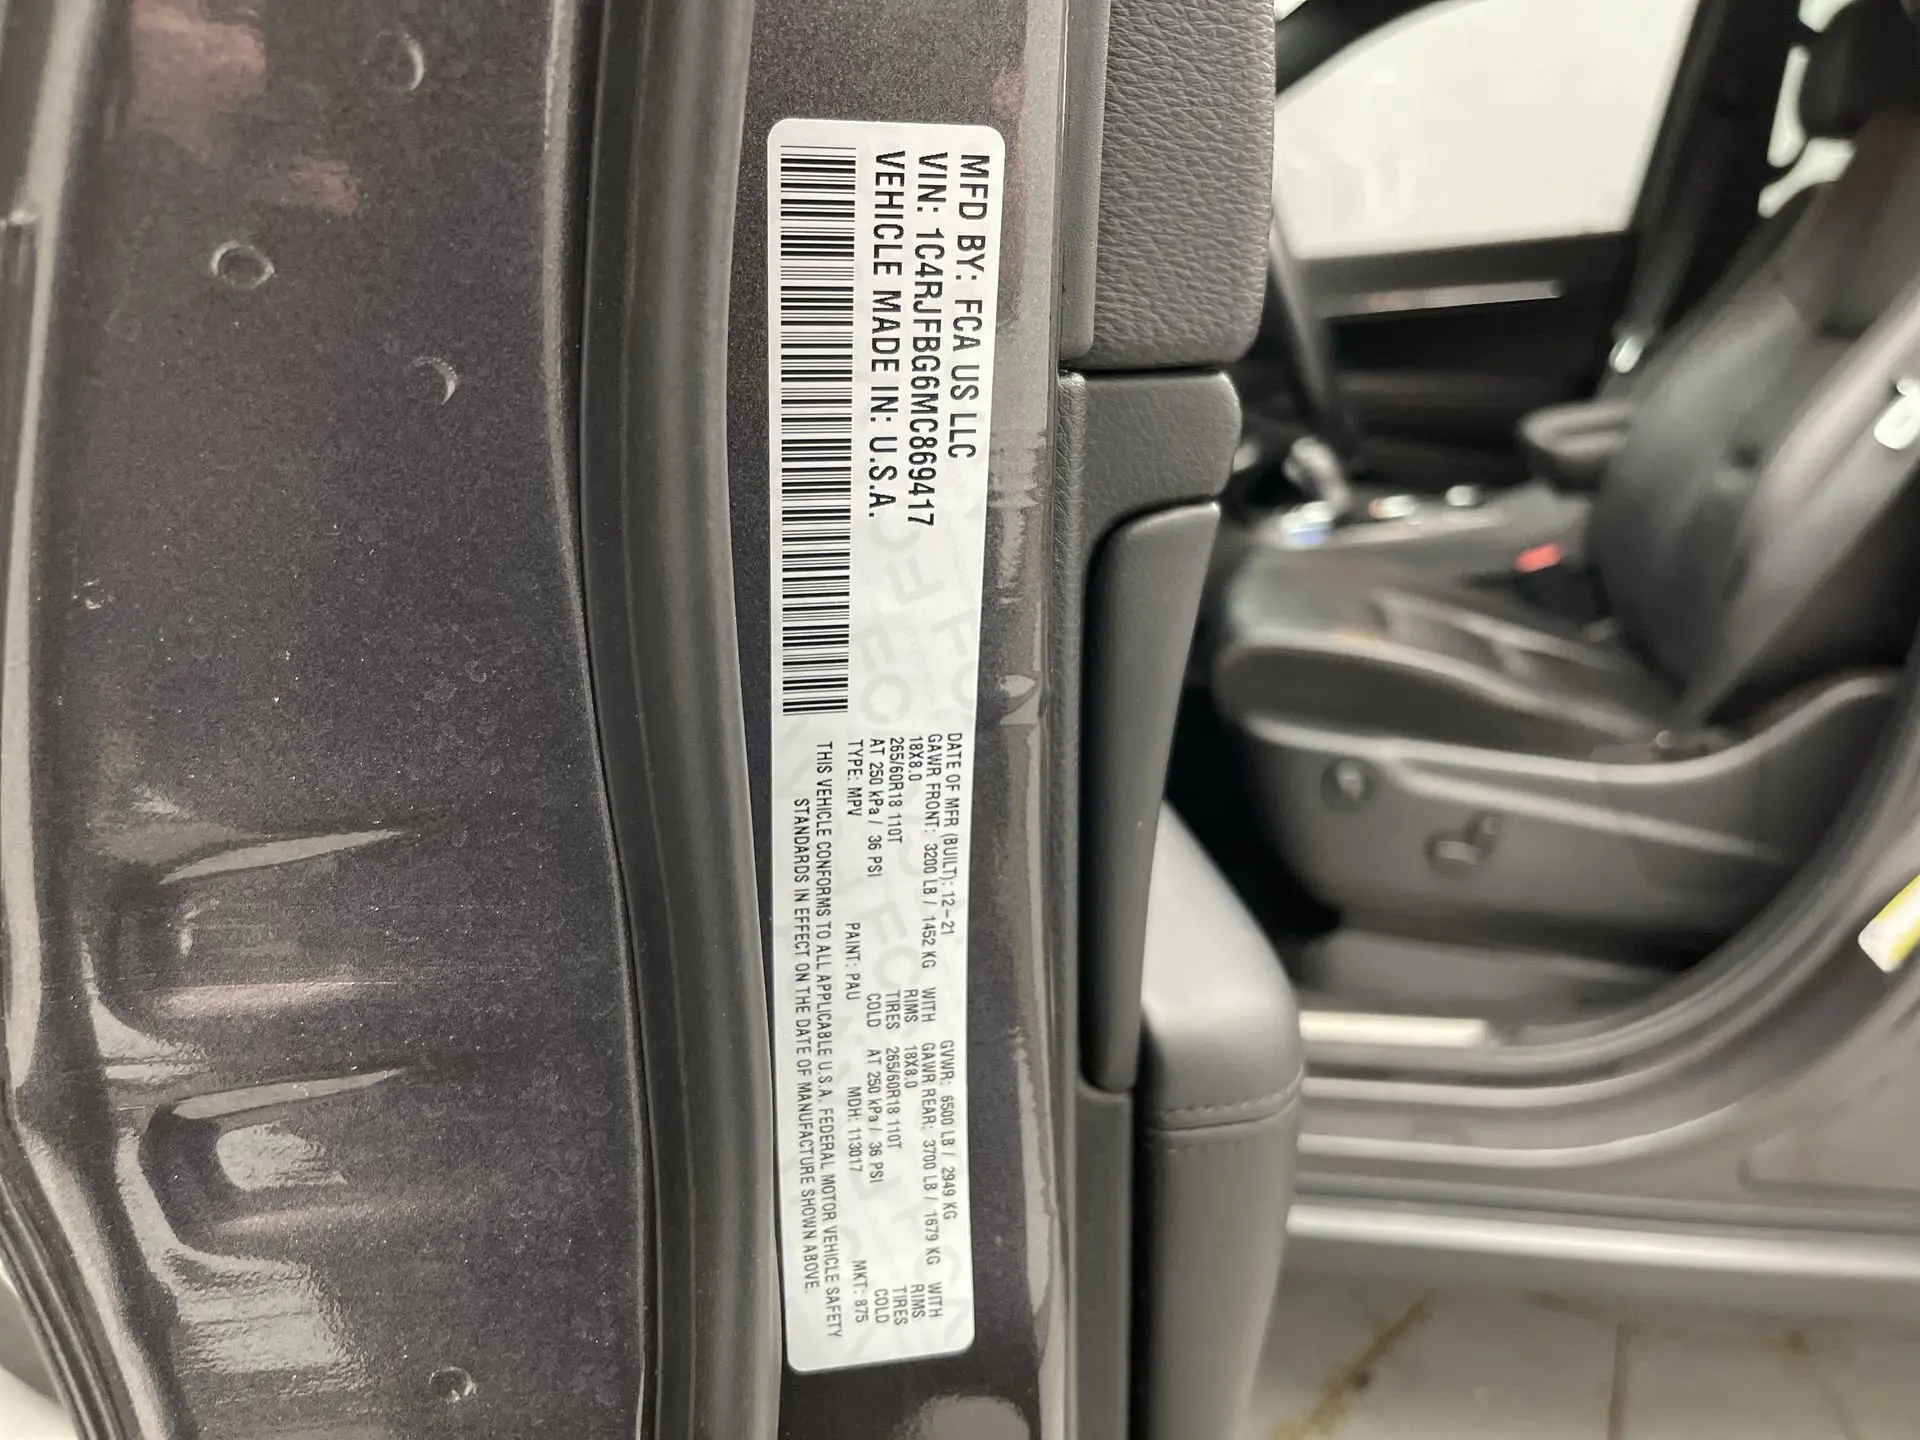 MFD BY: FCA US LLC
VIN: 1C4RJFBG6MC869417
VEHICLE MADE IN: U.S.A.
DATE OF MFR (BUILT): 12-21 GVWR: 6500 LB / 2949 KG
GAWR FRONT: 3200 LB / 1452 KG WITH GAWR REAR: 3700 LB / 1679 KG WITH
18X8.0 RIMS 18X8.0 RIMS
265/60R18 110T TIRES 265/60R18 110T TIRES
AT 250 kPa / 36 PSI COLD AT 250 kPa / 36 PSI COLD
TYPE: MPV PAINT: PAU MDH: 113017 MKT: 875
THIS VEHICLE CONFORMS TO ALL APPLICABLE U.S.A. FEDERAL MOTOR VEHICLE SAFETY
STANDARDS IN EFFECT ON THE DATE OF MANUFACTURE SHOWN ABOVE.